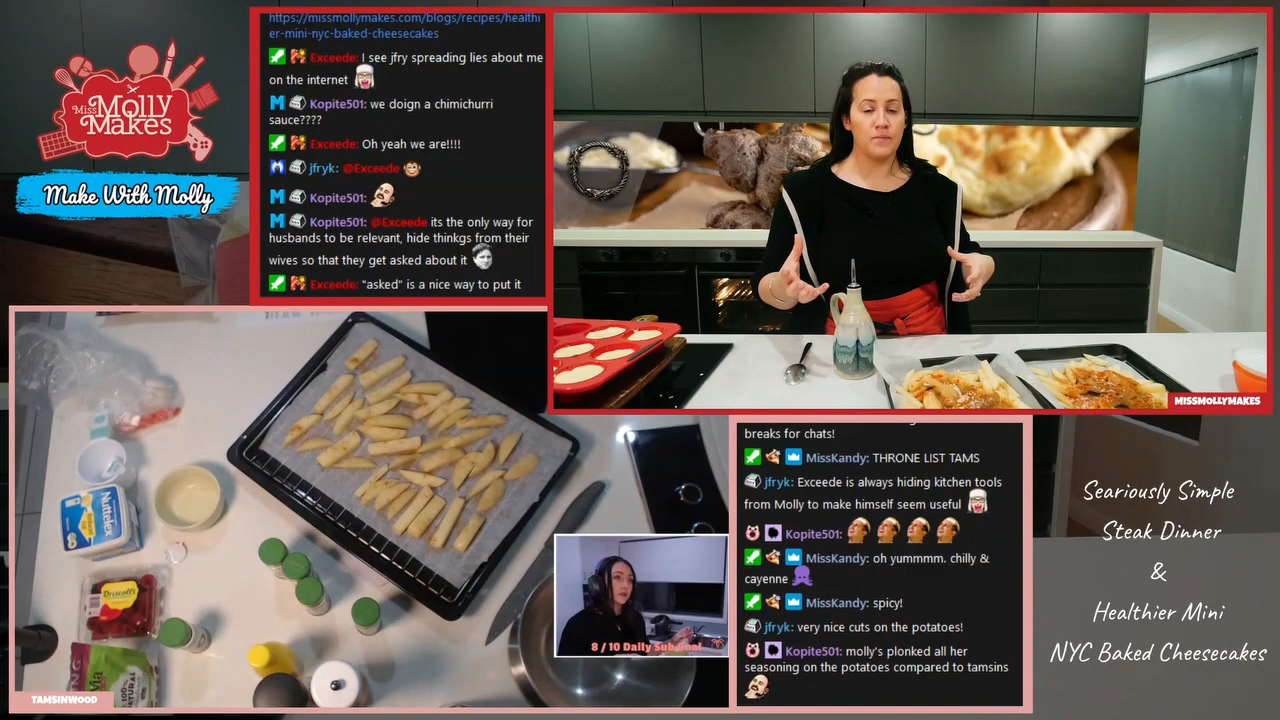 Miss
Molly
Makes
Make With Molly
https://missmollymakes.com/blogs/recipes/healthi
er-mini-nyc-baked-cheesecakes
Exceede: I see jfry spreading lies about me
on the internet
Kopite501: we doign a chimichurri
sauce????
Exceede: Oh yeah we are!!!!
jfryk: @Exceede
Kopite501:
Kopite501: @Exceede its the only way for
husbands to be relevant, hide thinkgs from their
wives so that they get asked about it
Exceede: "asked" is a nice way to put it
MISSMOLLYMAKES
Nuttelex
Driscoll's
8 / 10 Daily Sub Goal
TAMSINWOOD
breaks for chats!
MissKandy: THRONE LIST TAMS
jfryk: Exceede is always hiding kitchen tools
from Molly to make himself seem useful
Kopite501:
MissKandy: oh yummmm. chilly &
cayenne
MissKandy: spicy!
jfryk: very nice cuts on the potatoes!
Kopite501: molly's plonked all her
seasoning on the potatoes compared to tamsins
Seariously Simple
Steak Dinner
&
Healthier Mini
NYC Baked Cheesecakes